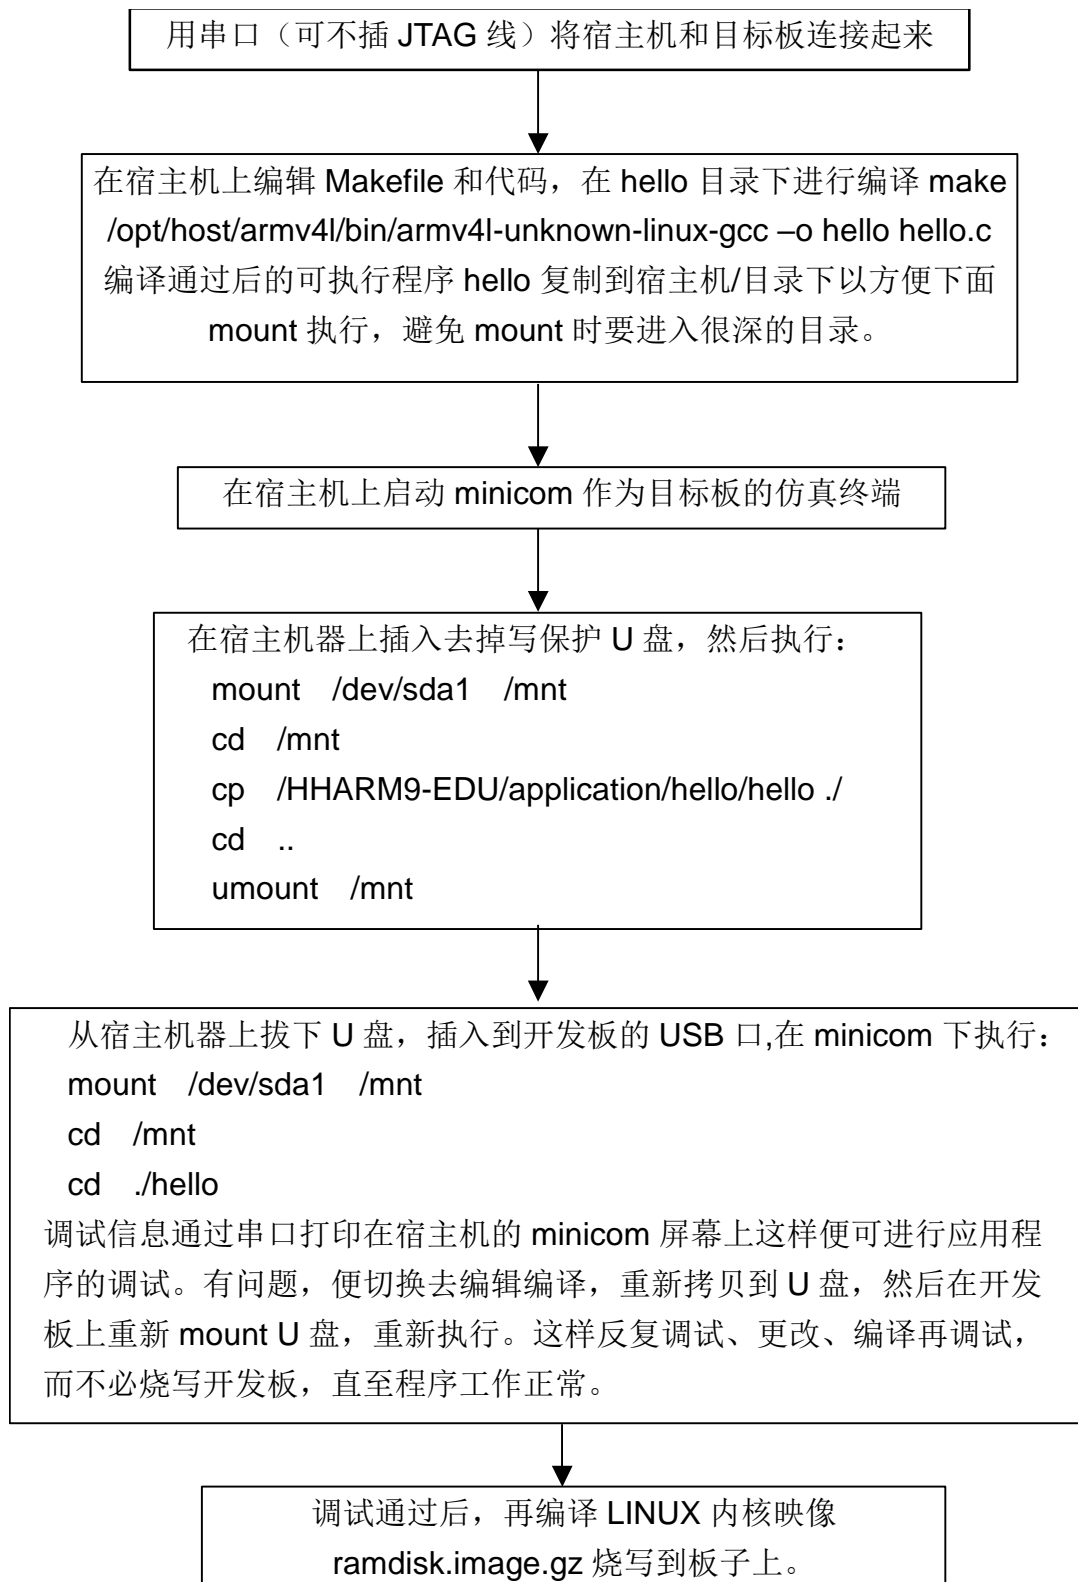 用串口（可不插 JTAG 线）将宿主机和目标板连接起来
在宿主机上编辑 Makefile 和代码，在 hello 目录下进行编译 make
/opt/host/armv4l/bin/armv4l-unknown-linux-gcc –o hello hello.c
编译通过后的可执行程序 hello 复制到宿主机/目录下以方便下面
mount 执行，避免 mount 时要进入很深的目录。
在宿主机上启动 minicom 作为目标板的仿真终端
在宿主机器上插入去掉写保护 U 盘，然后执行：
mount /dev/sda1 /mnt
cd /mnt
cp /HHARM9-EDU/application/hello/hello ./
cd ..
umount /mnt
从宿主机器上拔下 U 盘，插入到开发板的 USB 口,在 minicom 下执行：
mount /dev/sda1 /mnt
cd /mnt
cd ./hello
调试信息通过串口打印在宿主机的 minicom 屏幕上这样便可进行应用程
序的调试。有问题，便切换去编辑编译，重新拷贝到 U 盘，然后在开发
板上重新 mount U 盘，重新执行。这样反复调试、更改、编译再调试，
而不必烧写开发板，直至程序工作正常。
调试通过后，再编译 LINUX 内核映像
ramdisk.image.gz 烧写到板子上。